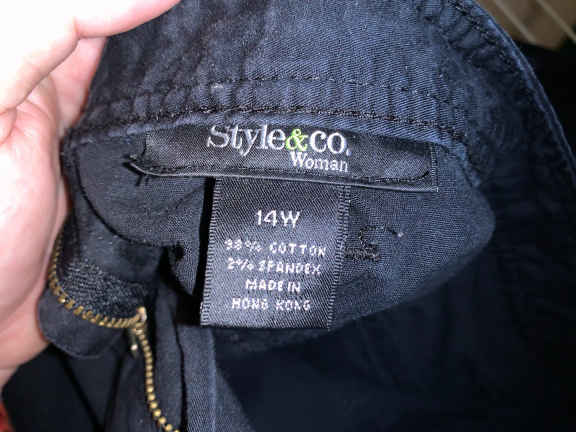 Style&co.
Woman
14W
98% COTTON
2% SPANDEX
MADE IN
HONG KONG